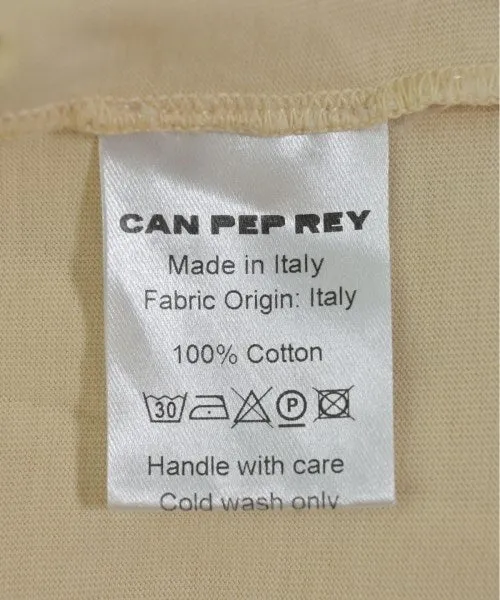 CAN PEP REY
Made in Italy
Fabric Origin: Italy
100% Cotton
30 P
Handle with care
Cold wash only